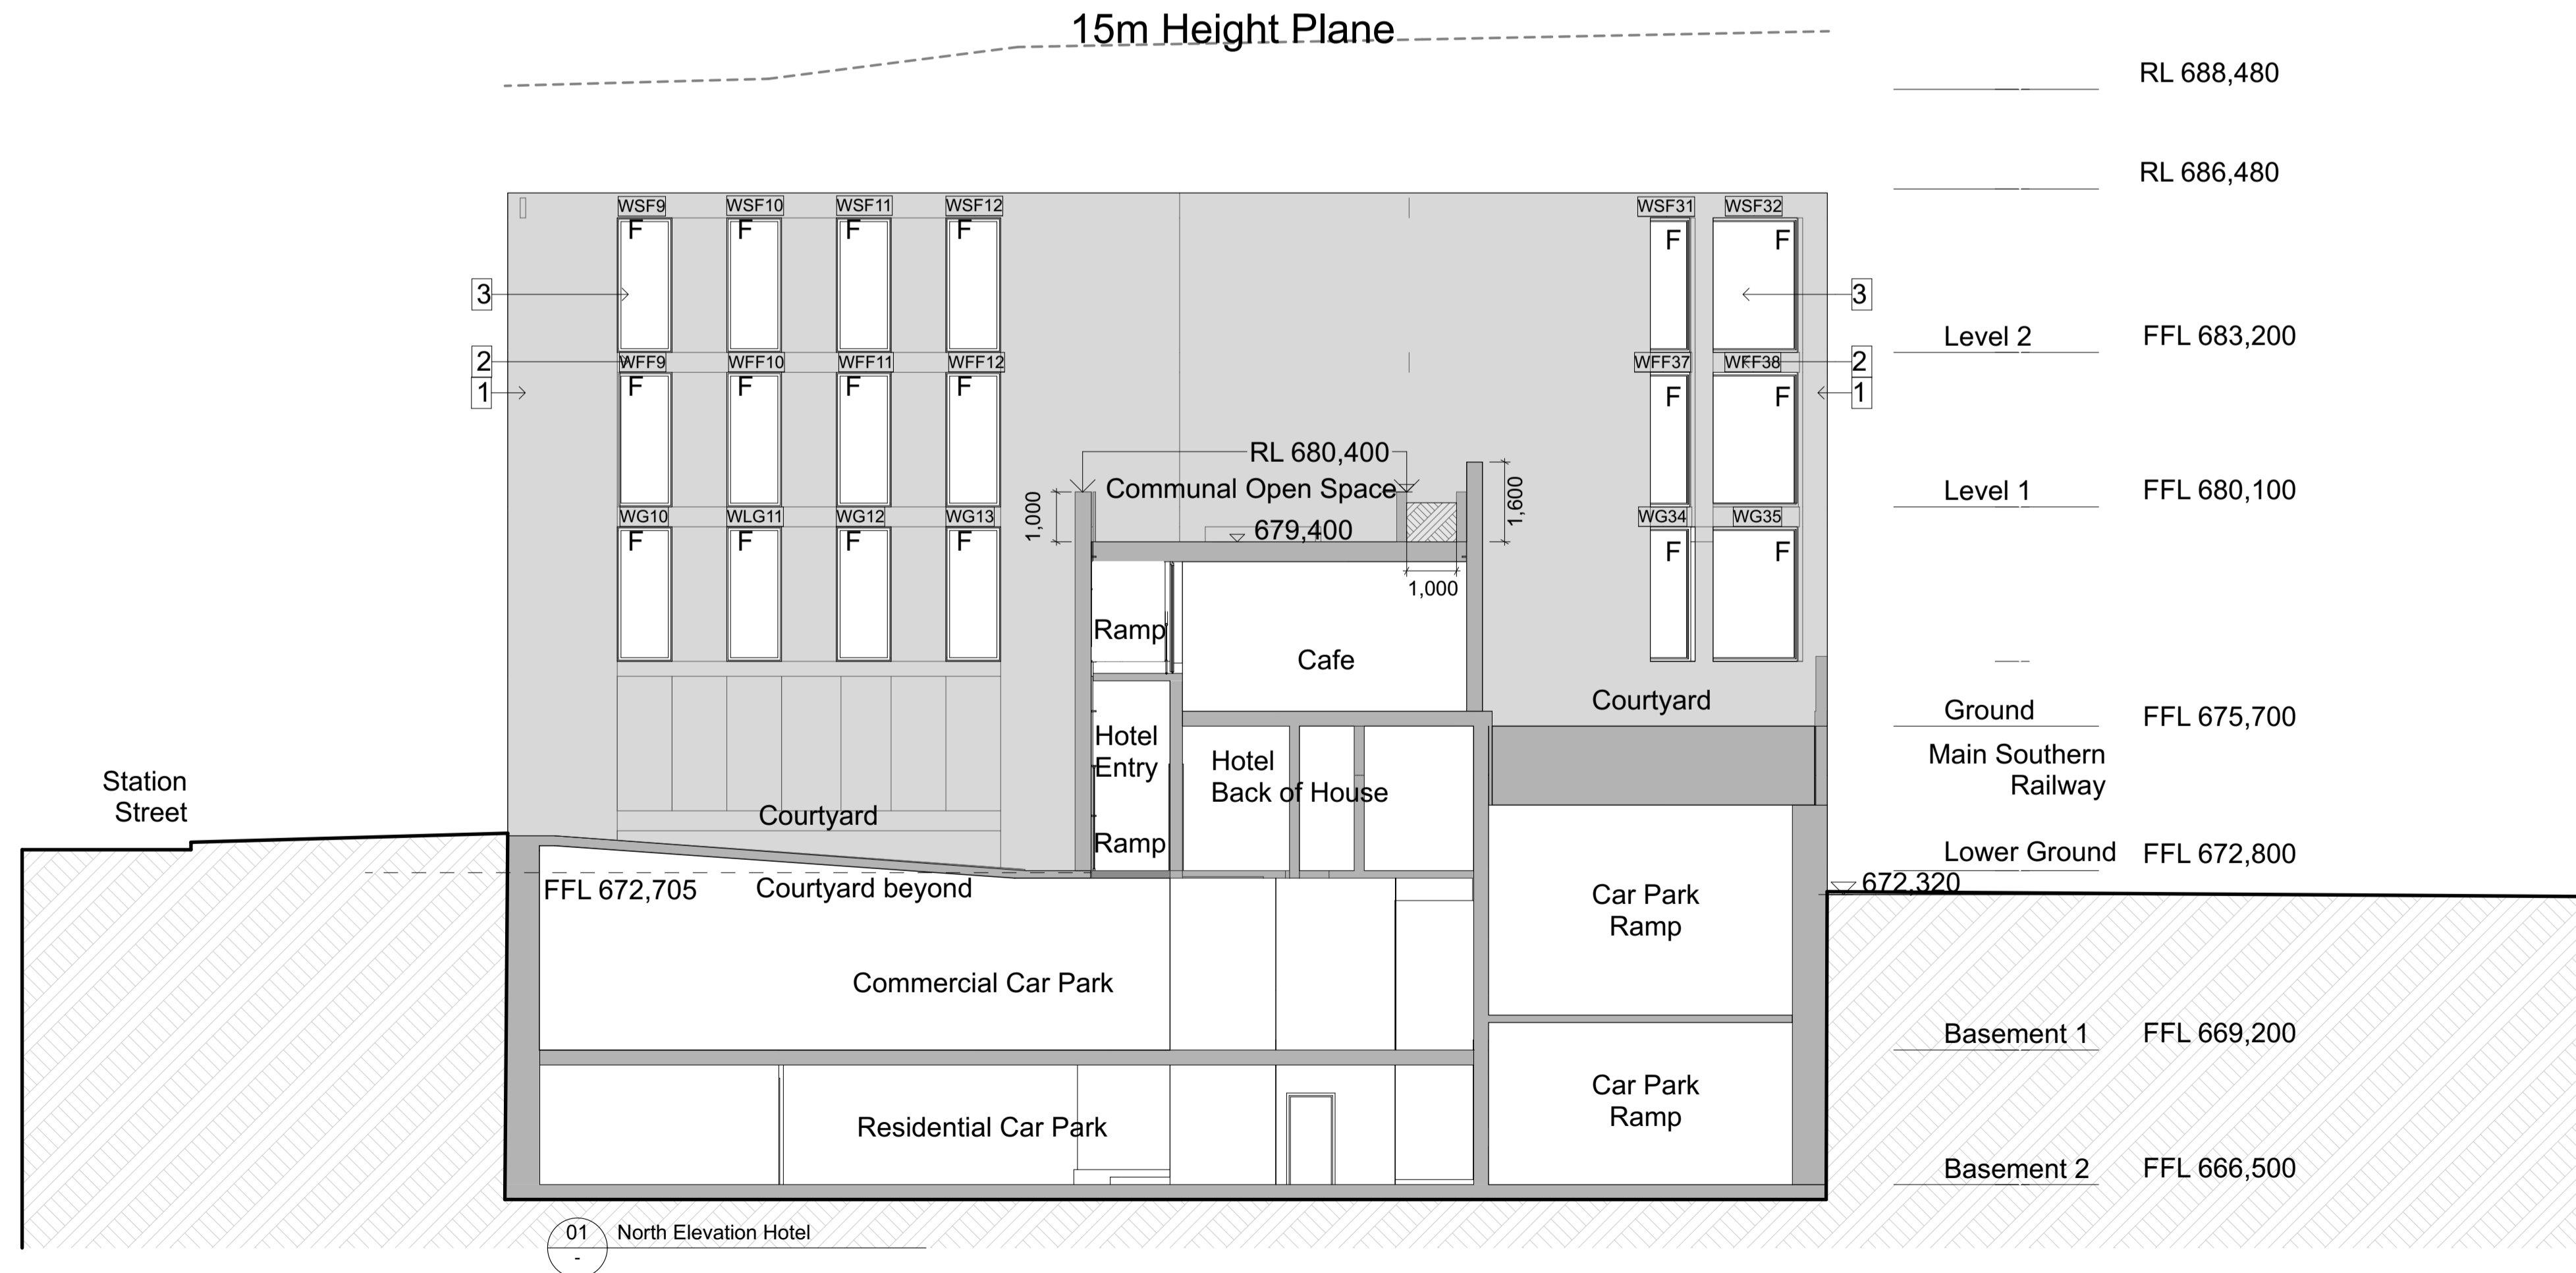 15m Height Plane
RL 688,480
RL 686,480
WSF9 WSF10 WSF11 WSF12 WSF31 WSF32
F F F F F F
3 3
Level 2 FFL 683,200
2 WFF9 WFF10 WFF11 WFF12 WFF37 WFF38 2
F F F F F F
1 1
RL 680,400
Communal Open Space
1,000
1,600
Level 1 FFL 680,100
WG10 WLG11 WG12 WG13 WG34 WG35
F F F F F F
679,400
1,000
Ramp
Cafe
Courtyard
Ground FFL 675,700
Hotel
Entry
Hotel
Back of House
Main Southern
Railway
Station
Street
Courtyard
Ramp
Lower Ground FFL 672,800
672,320
FFL 672,705 Courtyard beyond
Car Park
Ramp
Commercial Car Park
Basement 1 FFL 669,200
Car Park
Ramp
Residential Car Park
Basement 2 FFL 666,500
01 North Elevation Hotel
-